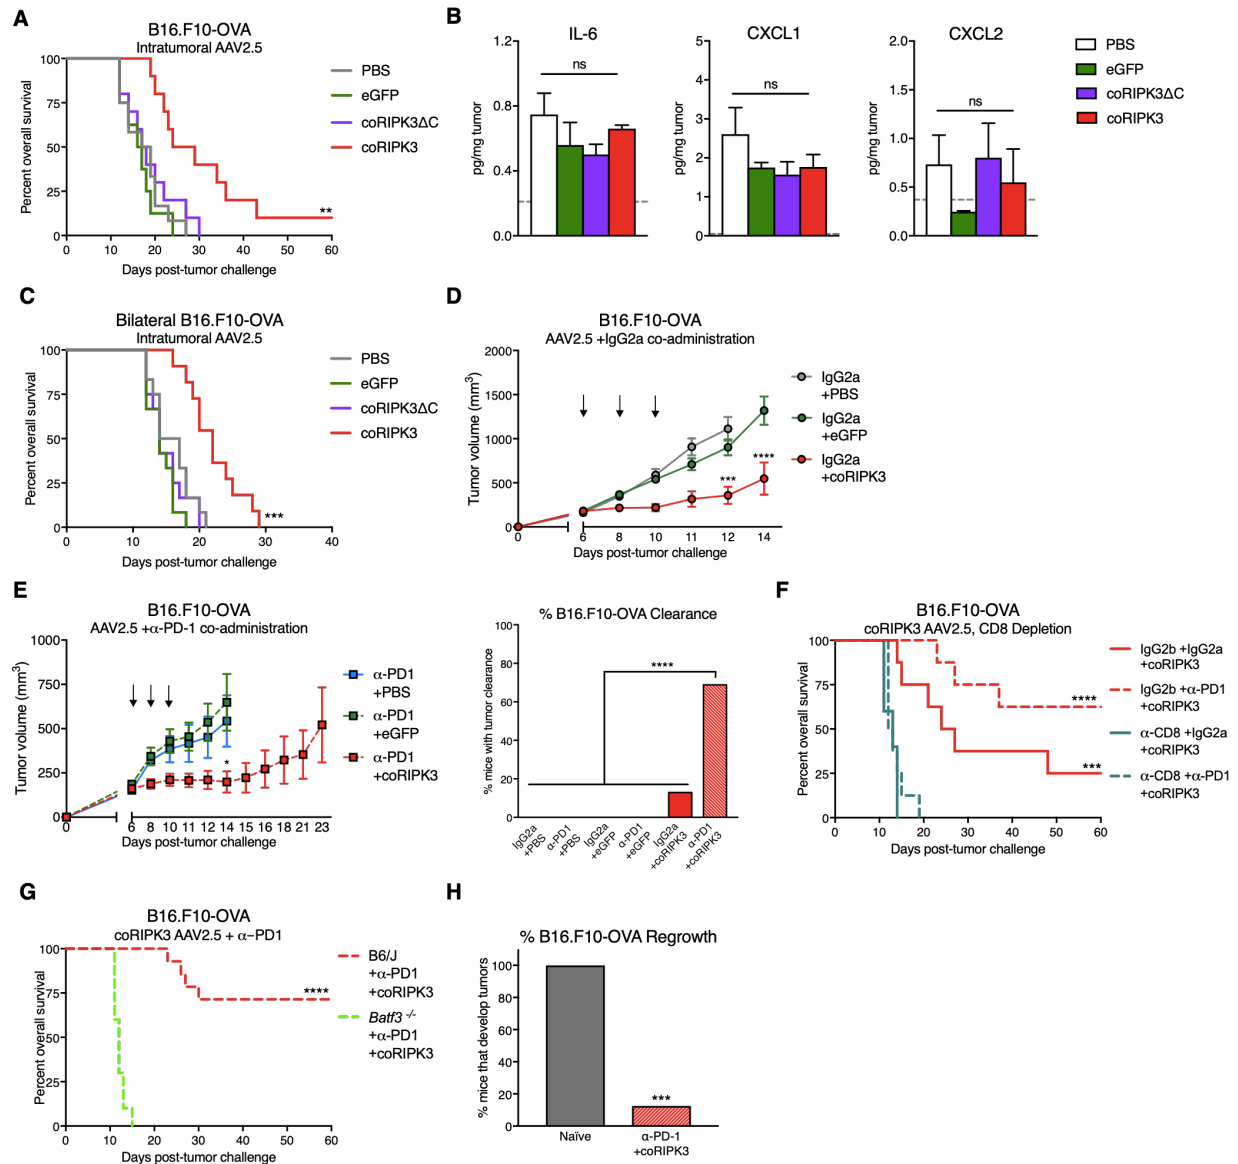 A
B16.F10-OVA
Intratumoral AAV2.5
Percent overall survival
100
75
50
25
0
0 10 20 30 40 50 60
Days post-tumor challenge
**
PBS
eGFP
coRIPK3ΔC
coRIPK3
B
IL-6
pg/mg tumor
1.2
0.8
0.4
0.0
ns
CXCL1
pg/mg tumor
5
4
3
2
1
0
ns
CXCL2
pg/mg tumor
2.0
1.5
1.0
0.5
0.0
ns
PBS
eGFP
coRIPK3ΔC
coRIPK3
C
Bilateral B16.F10-OVA
Intratumoral AAV2.5
Percent overall survival
100
75
50
25
0
0 10 20 30 40
Days post-tumor challenge
***
PBS
eGFP
coRIPK3ΔC
coRIPK3
D
B16.F10-OVA
AAV2.5 +IgG2a co-administration
Tumor volume (mm³)
2000
1500
1000
500
0
0 6 8 10 11 12 14
Days post-tumor challenge
***
****
IgG2a
+PBS
IgG2a
+eGFP
IgG2a
+coRIPK3
E
B16.F10-OVA
AAV2.5 +α-PD-1 co-administration
Tumor volume (mm³)
1000
750
500
250
0
0 6 8 10 11 12 14 15 16 18 21 23
Days post-tumor challenge
*
α-PD1
+PBS
α-PD1
+eGFP
α-PD1
+coRIPK3
% B16.F10-OVA Clearance
% mice with tumor clearance
100
80
60
40
20
0
****
IgG2a
+PBS
α-PD1
+PBS
IgG2a
+eGFP
α-PD1
+eGFP
IgG2a
+coRIPK3
α-PD1
+coRIPK3
F
B16.F10-OVA
coRIPK3 AAV2.5, CD8 Depletion
Percent overall survival
100
75
50
25
0
0 10 20 30 40 50 60
Days post-tumor challenge
****
***
IgG2b +IgG2a
+coRIPK3
IgG2b +α-PD1
+coRIPK3
α-CD8 +IgG2a
+coRIPK3
α-CD8 +α-PD1
+coRIPK3
G
B16.F10-OVA
coRIPK3 AAV2.5 + α–PD1
Percent overall survival
100
75
50
25
0
0 10 20 30 40 50 60
Days post-tumor challenge
****
B6/J
+α-PD1
+coRIPK3
Batf3 -/-
+α-PD1
+coRIPK3
H
% B16.F10-OVA Regrowth
% mice that develop tumors
100
80
60
40
20
0
***
Naïve
α-PD-1
+coRIPK3